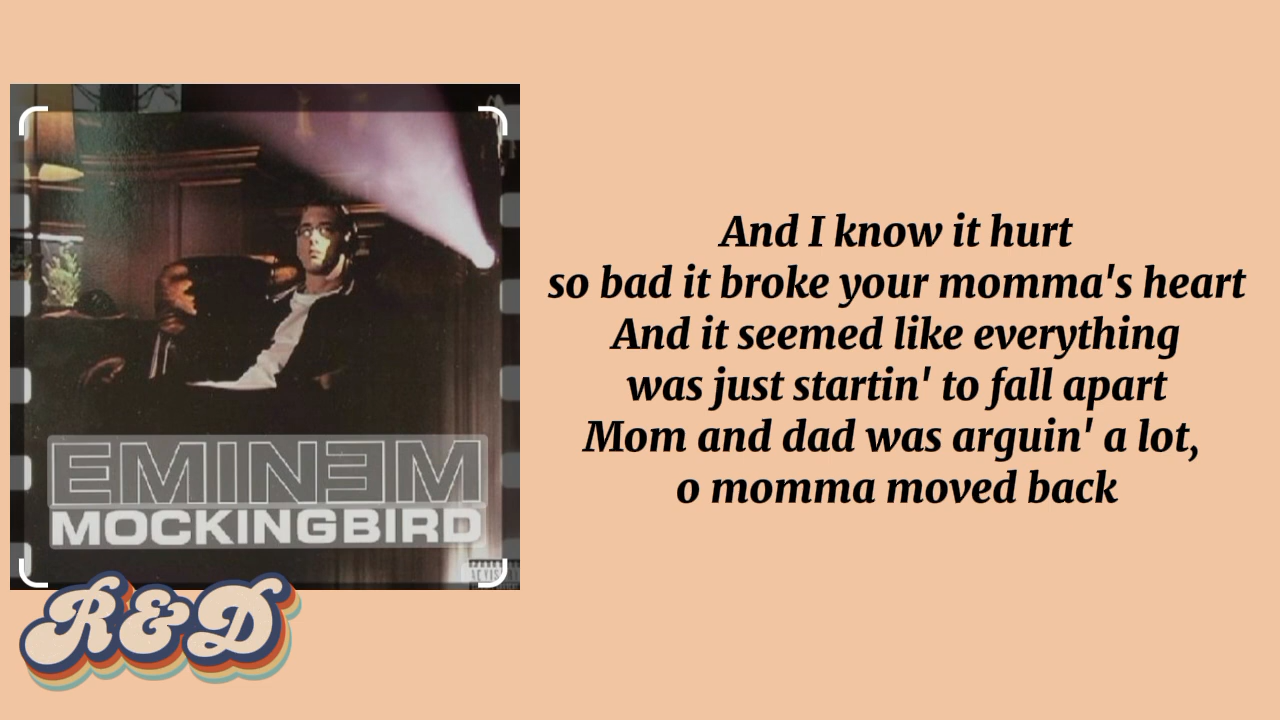 EMINEM
MOCKINGBIRD
R&D
And I know it hurt
so bad it broke your momma's heart
And it seemed like everything
was just startin' to fall apart
Mom and dad was arguin' a lot,
o momma moved back